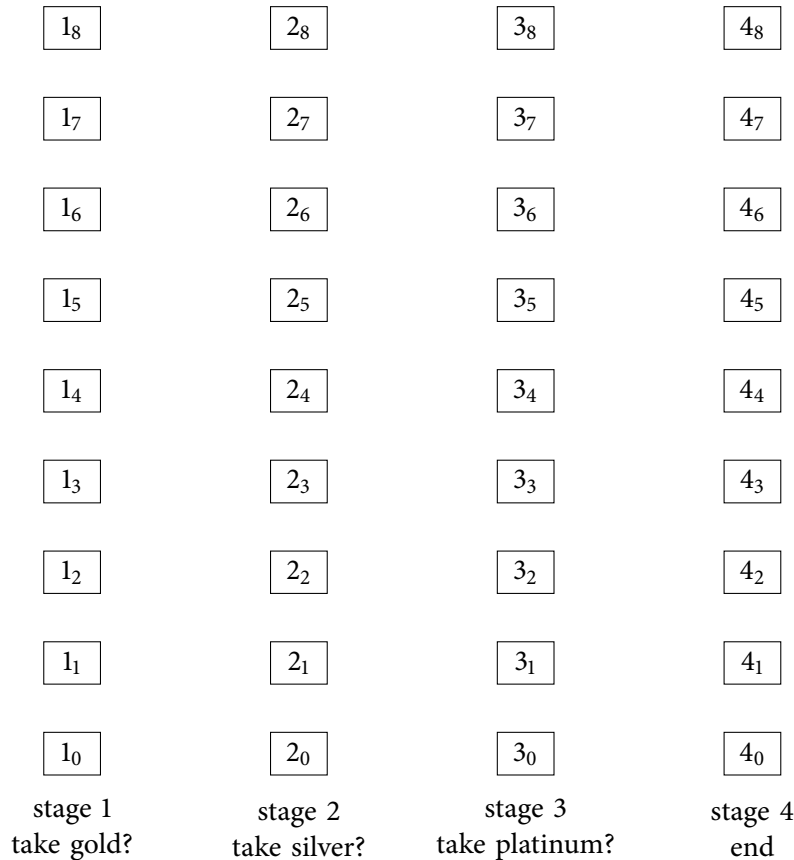 1₈ 2₈ 3₈ 4₈
1₇ 2₇ 3₇ 4₇
1₆ 2₆ 3₆ 4₆
1₅ 2₅ 3₅ 4₅
1₄ 2₄ 3₄ 4₄
1₃ 2₃ 3₃ 4₃
1₂ 2₂ 3₂ 4₂
1₁ 2₁ 3₁ 4₁
1₀ 2₀ 3₀ 4₀
stage 1 stage 2 stage 3 stage 4
take gold? take silver? take platinum? end